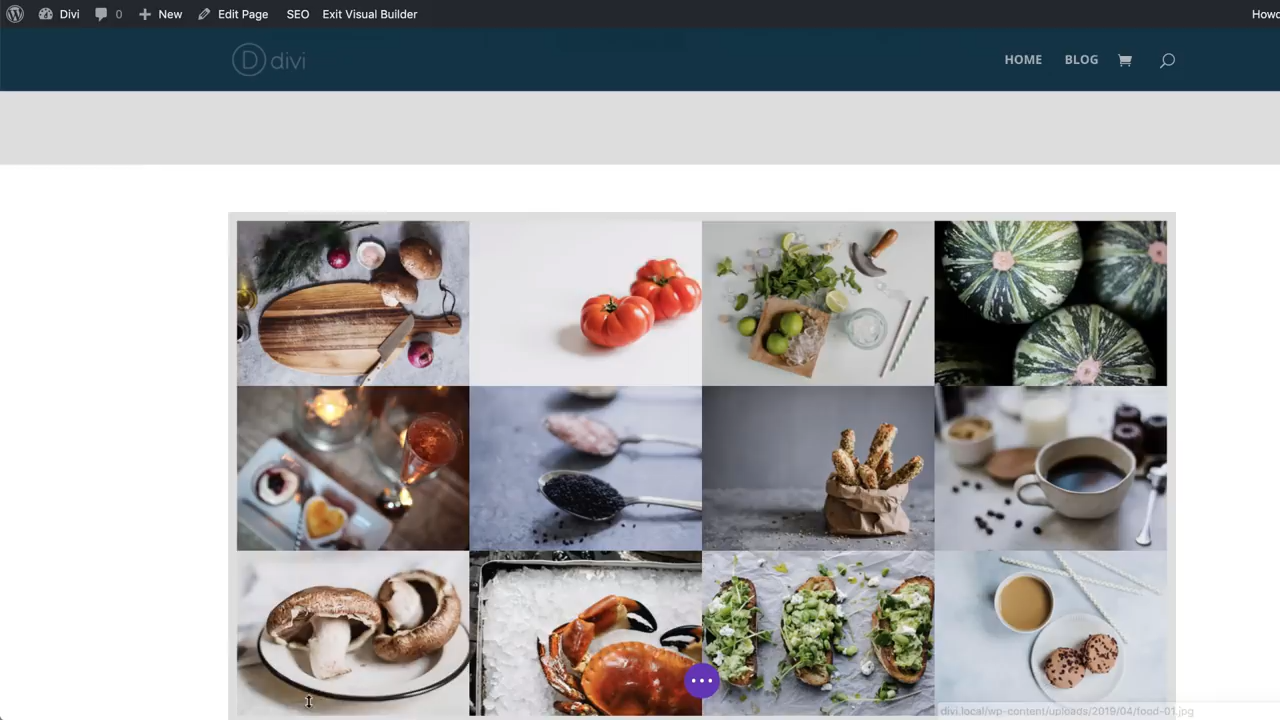 Divi 0 New Edit Page SEO Exit Visual Builder Howd
D divi HOME BLOG
divi.local/wp-content/uploads/2019/04/food-01.jpg